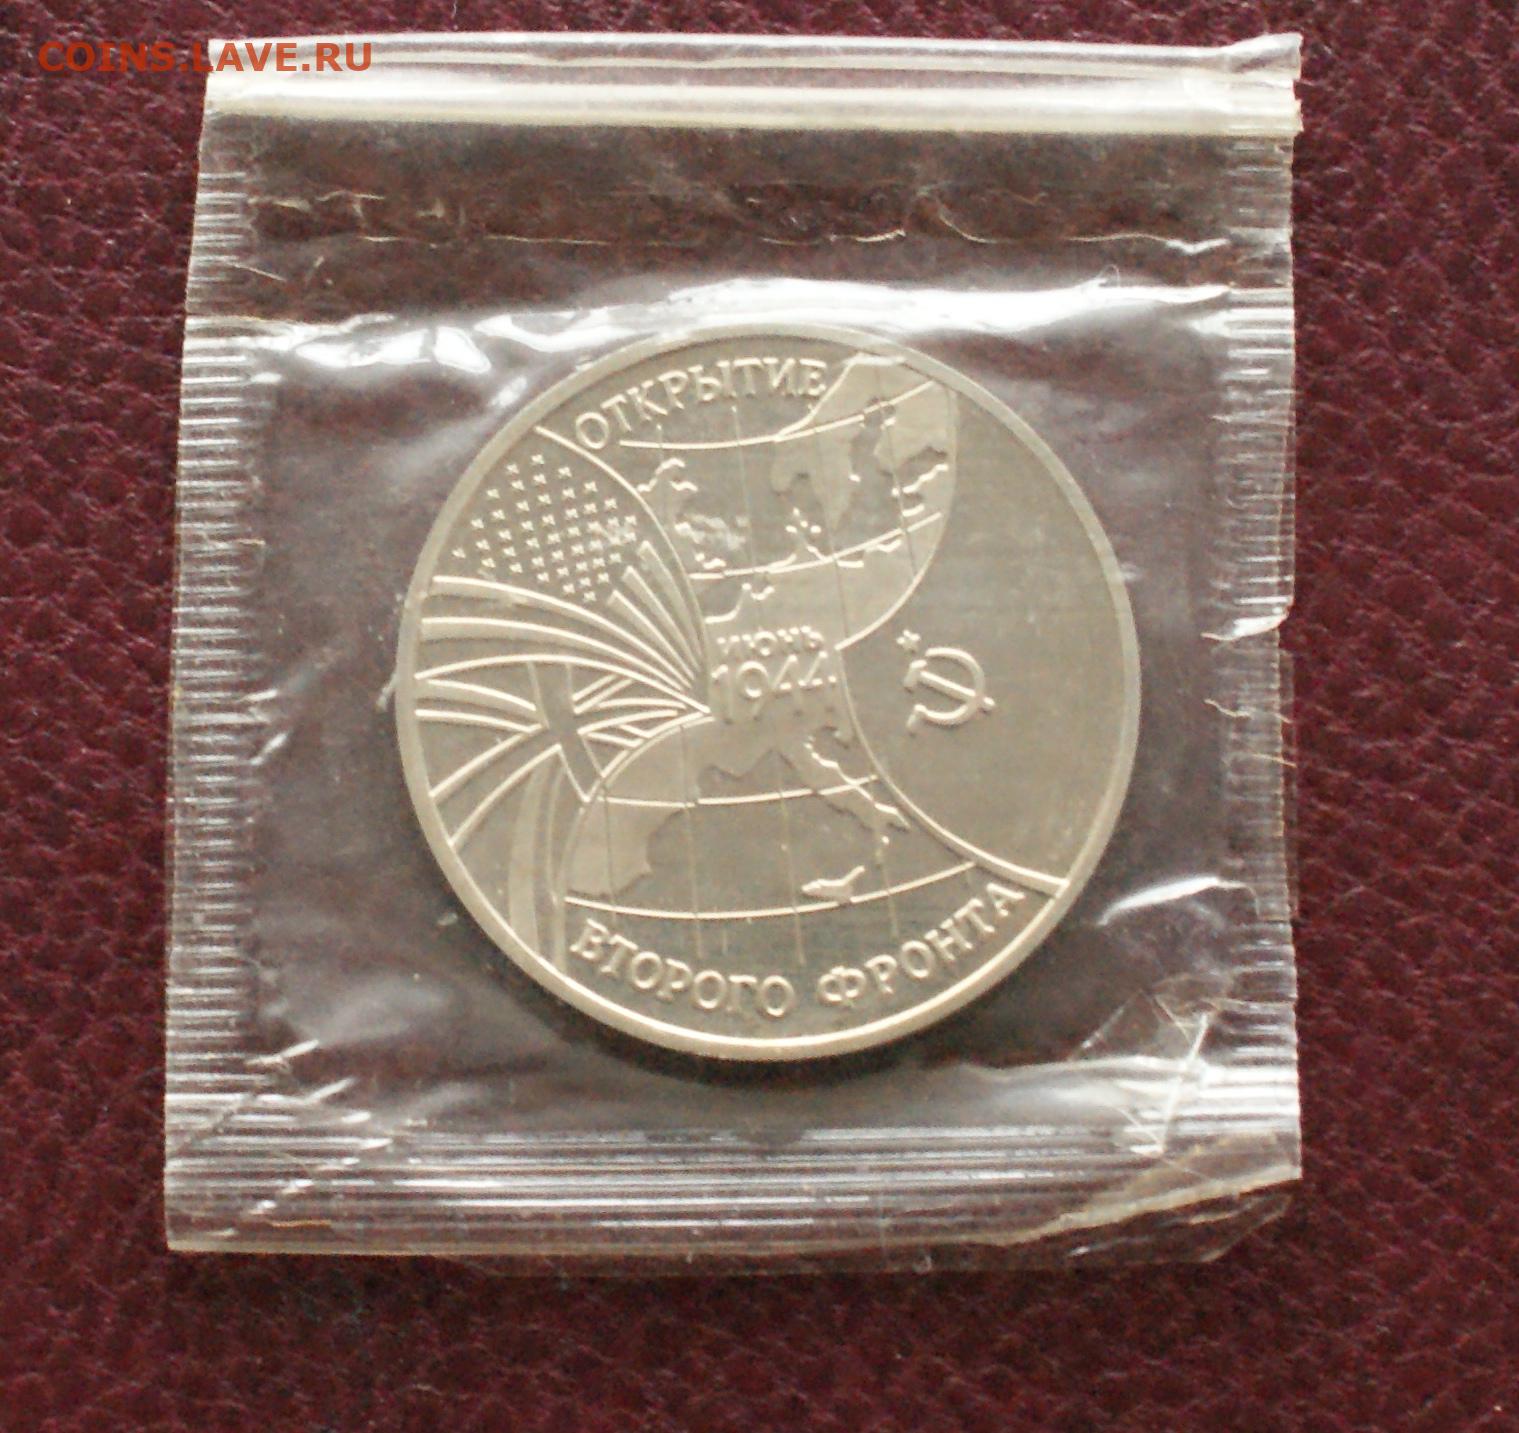 COINS.LAVE.RU
ОТКРЫТИЕ
ИЮНЬ
1944.
ВТОРОГО ФРОНТА